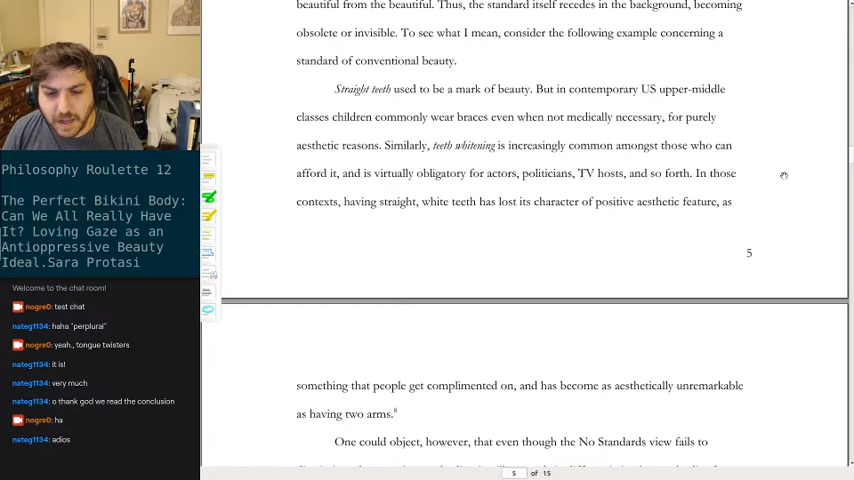 beautiful from the beautiful. Thus, the standard itself recedes in the background, becoming
obsolete or invisible. To see what I mean, consider the following example concerning a
standard of conventional beauty.
Straight teeth used to be a mark of beauty. But in contemporary US upper-middle
classes children commonly wear braces even when not medically necessary, for purely
aesthetic reasons. Similarly, teeth whitening is increasingly common amongst those who can
afford it, and is virtually obligatory for actors, politicians, TV hosts, and so forth. In those
contexts, having straight, white teeth has lost its character of positive aesthetic feature, as
5
something that people get complimented on, and has become as aesthetically unremarkable
as having two arms.8
One could object, however, that even though the No Standards view fails to
5 of 15
Philosophy Roulette 12
The Perfect Bikini Body:
Can We All Really Have
It? Loving Gaze as an
Antioppressive Beauty
Ideal.Sara Protasi
Welcome to the chat room!
nogre0: test chat
nateg1134: haha "perplural"
nogre0: yeah., tongue twisters
nateg1134: it is!
nateg1134: very much
nateg1134: o thank god we read the conclusion
nogre0: ha
nateg1134: adios